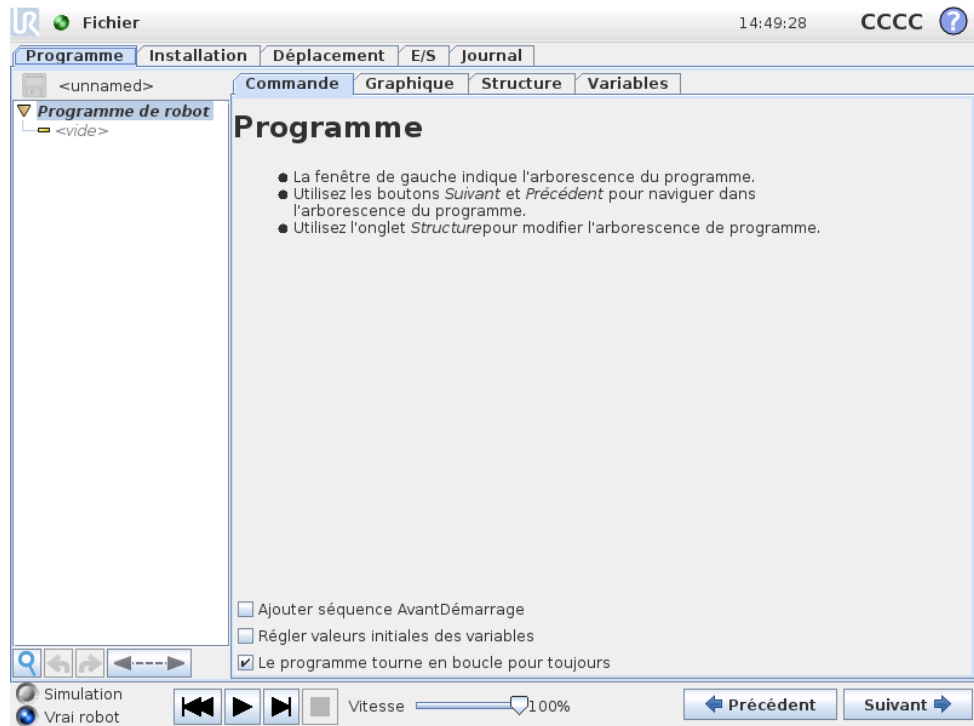 UR Fichier 14:49:28 CCCC ?
Programme Installation Déplacement E/S Journal
<unnamed>
Commande Graphique Structure Variables
Programme de robot
<vide>
Programme
La fenêtre de gauche indique l'arborescence du programme.
Utilisez les boutons Suivant et Précédent pour naviguer dans
l'arborescence du programme.
Utilisez l'onglet Structurepour modifier l'arborescence de programme.
Ajouter séquence AvantDémarrage
Régler valeurs initiales des variables
Le programme tourne en boucle pour toujours
Simulation
Vrai robot
Vitesse 100%
Précédent Suivant